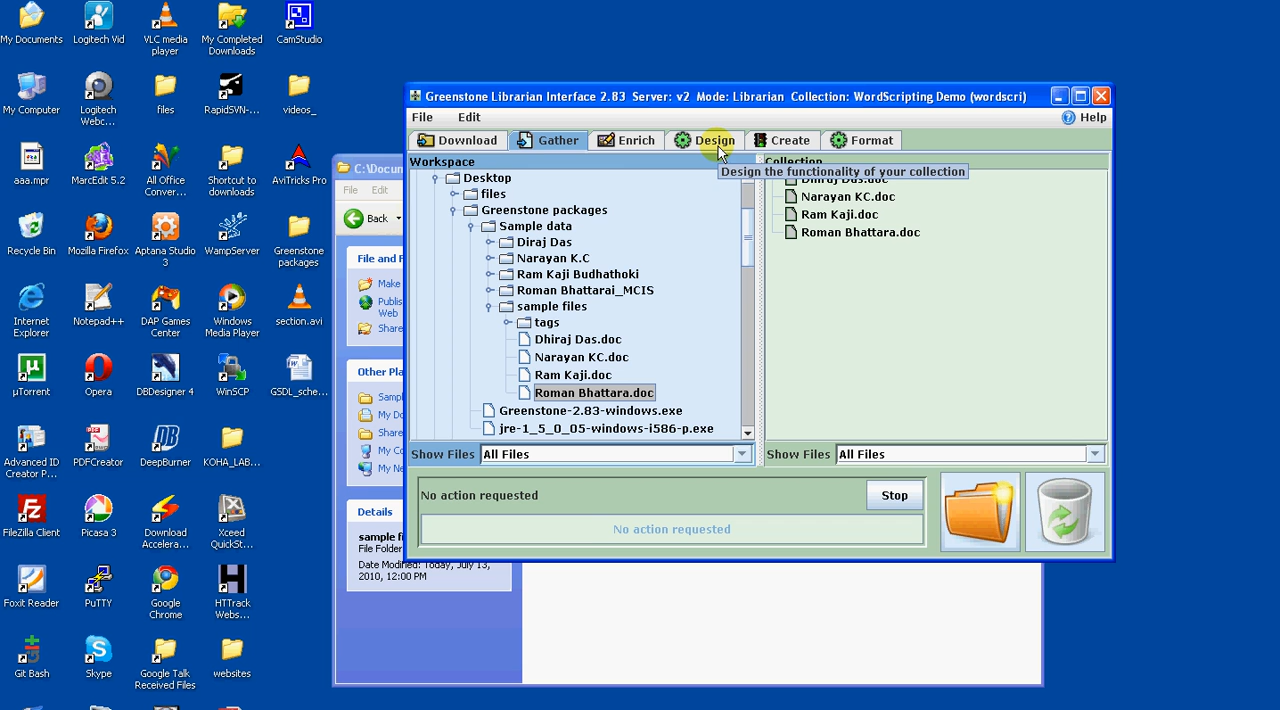 My Documents
Logitech Vid
VLC media
player
My Completed
Downloads
CamStudio
My Computer
Logitech
Webc...
files
RapidSVN-...
videos_
aaa.mpr
MarcEdit 5.2
All Office
Conver...
Shortcut to
downloads
AviTricks Pro
Recycle Bin
Mozilla Firefox
Aptana Studio
3
WampServer
Greenstone
packages
Internet
Explorer
Notepad++
DAP Games
Center
Windows
Media Player
section.avi
µTorrent
Opera
DBDesigner 4
WinSCP
GSDL_sche...
Advanced ID
Creator P...
PDFCreator
DeepBurner
KOHA_LAB...
FileZilla Client
Picasa 3
Download
Accelera...
Xceed
QuickSt...
Foxit Reader
PuTTY
Google
Chrome
HTTrack
Webs...
Git Bash
Skype
Google Talk
Received Files
websites
C:\Docum
File Edit
Back
File and F
Make
Publis
Web
Share
Other Pla
Sampl
My Do
Share
My Co
My Ne
Details
sample fi
File Folder
Date Modified: Today, July 13,
2010, 12:00 PM
Greenstone Librarian Interface 2.83 Server: v2 Mode: Librarian Collection: WordScripting Demo (wordscri)
File Edit Help
Download Gather Enrich Design Create Format
Workspace
Desktop
files
Greenstone packages
Sample data
Diraj Das
Narayan K.C
Ram Kaji Budhathoki
Roman Bhattarai_MCIS
sample files
tags
Dhiraj Das.doc
Narayan KC.doc
Ram Kaji.doc
Roman Bhattara.doc
Greenstone-2.83-windows.exe
jre-1_5_0_05-windows-i586-p.exe
Show Files All Files
Collection
Design the functionality of your collection
Dhiraj Das.doc
Narayan KC.doc
Ram Kaji.doc
Roman Bhattara.doc
Show Files All Files
No action requested
Stop
No action requested